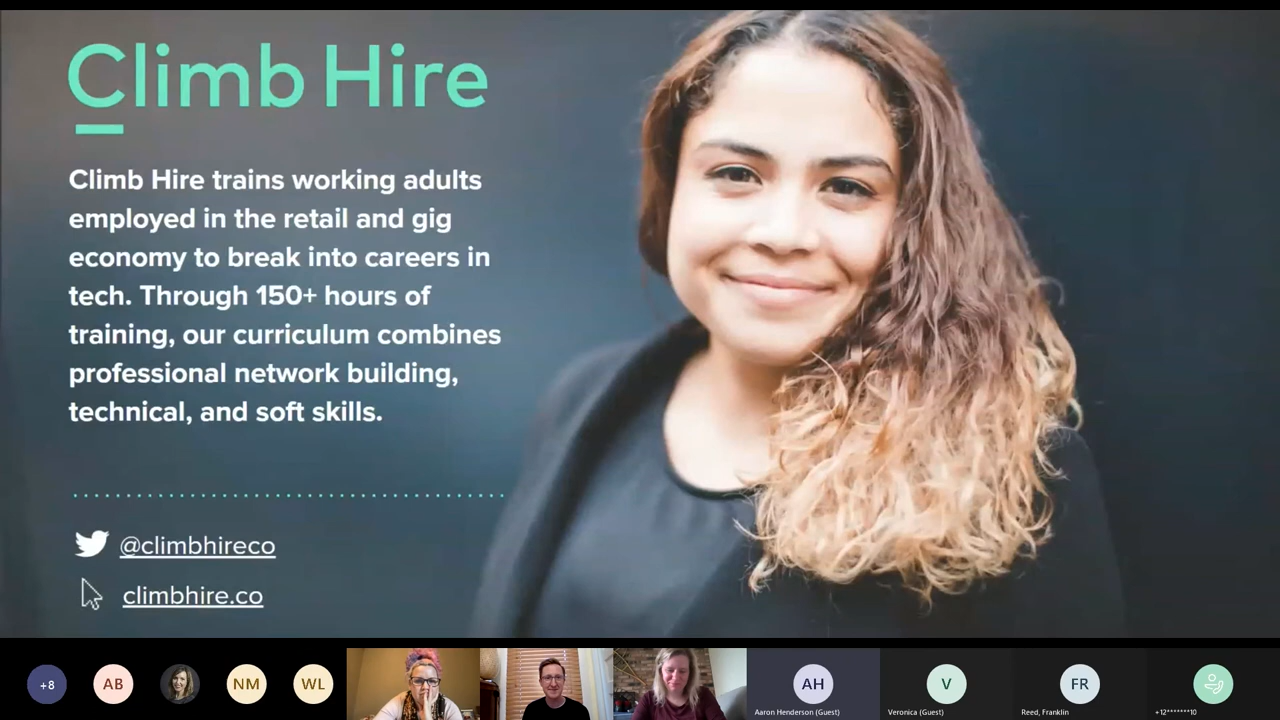 Climb Hire
Climb Hire trains working adults
employed in the retail and gig
economy to break into careers in
tech. Through 150+ hours of
training, our curriculum combines
professional network building,
technical, and soft skills.
@climbhireco
climbhire.co
+8
AB
NM
WL
AH
Aaron Henderson (Guest)
V
Veronica (Guest)
FR
Reed, Franklin
+12********10